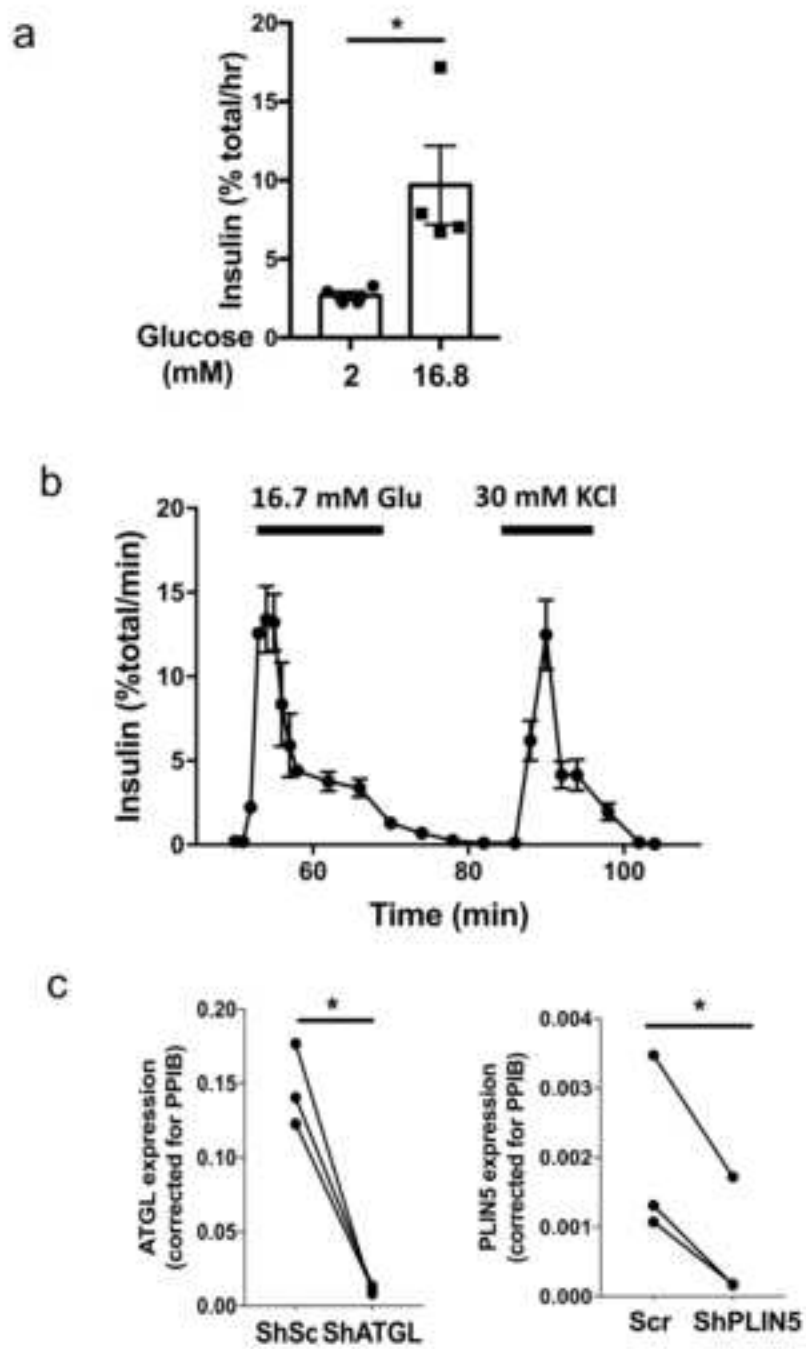 a
*
20
15
10
5
0
Insulin (% total/hr)
Glucose
(mM)
2 16.8
b
16.7 mM Glu 30 mM KCl
20
15
10
5
0
Insulin (%total/min)
60 80 100
Time (min)
c
*
0.20
0.15
0.10
0.05
0.00
ATGL expression
(corrected for PPIB)
ShSc ShATGL
*
0.004
0.003
0.002
0.001
0.000
PLIN5 expression
(corrected for PPIB)
Scr ShPLIN5